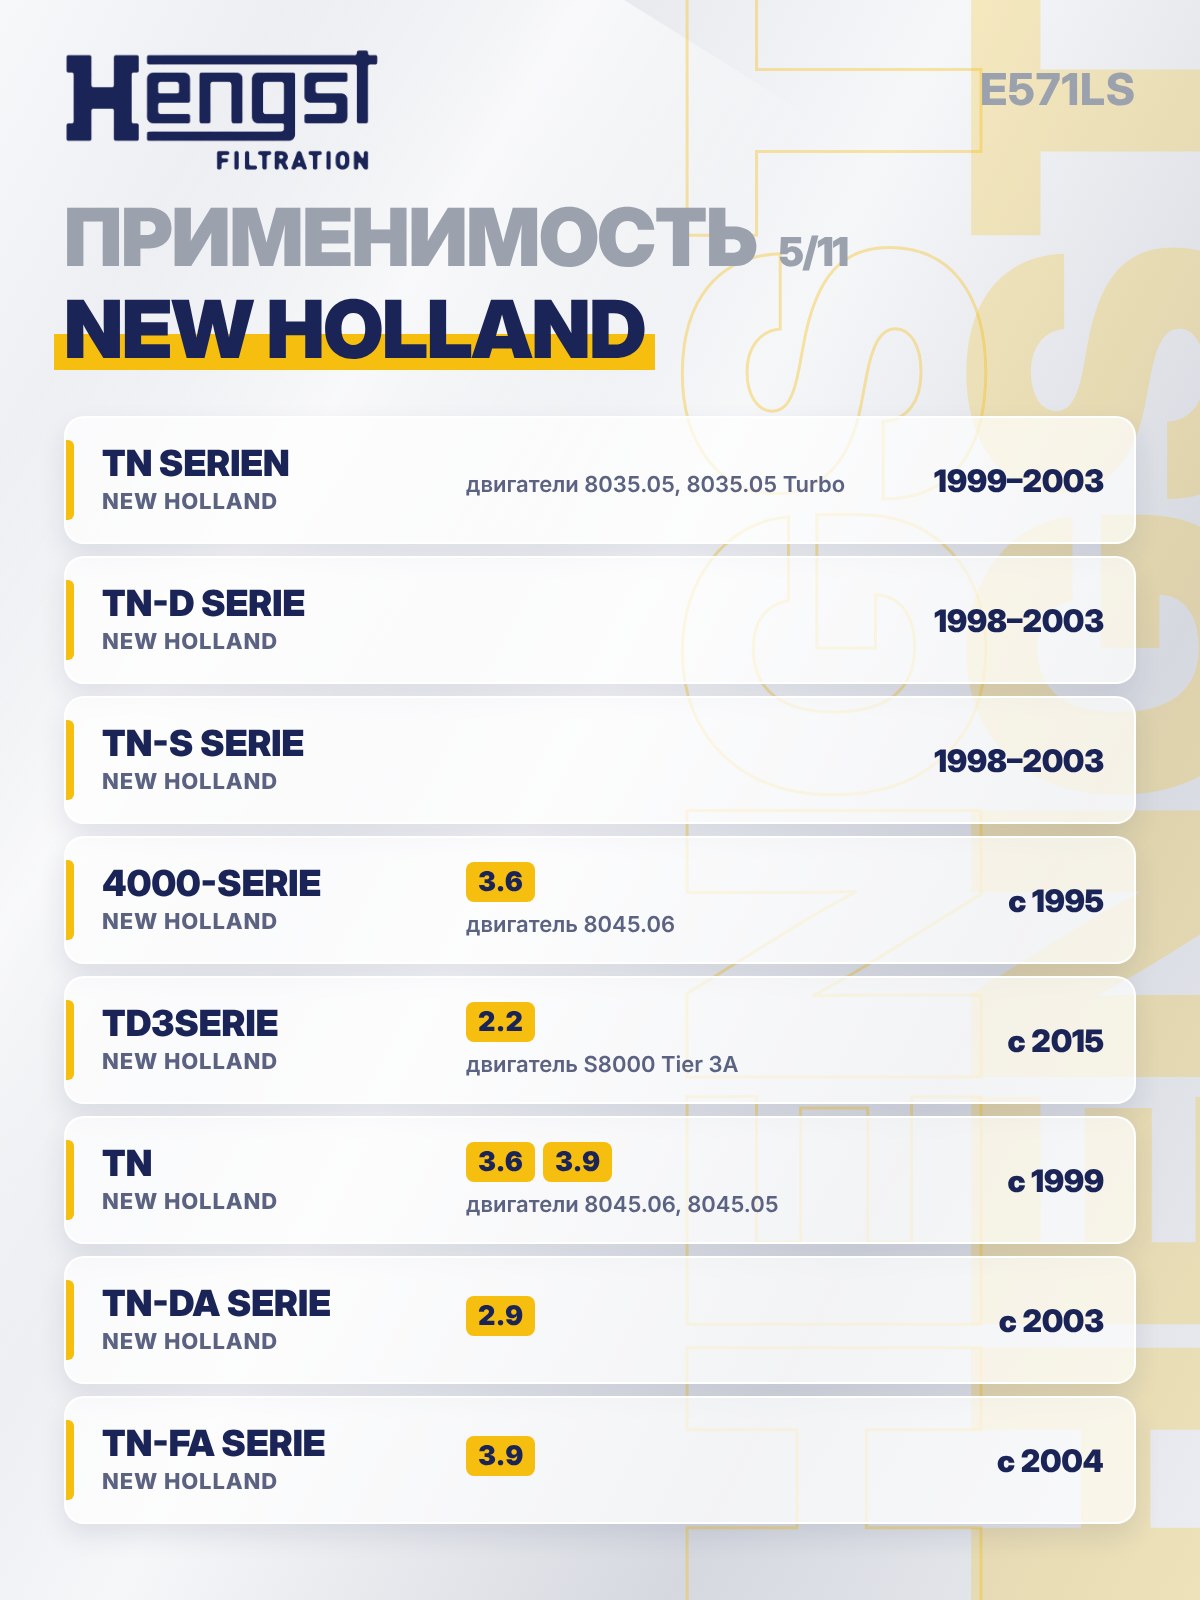 Hengst
FILTRATION
E571LS
ПРИМЕНИМОСТЬ 5/11
NEW HOLLAND
TN SERIEN
NEW HOLLAND
двигатели 8035.05, 8035.05 Turbo
1999–2003
TN-D SERIE
NEW HOLLAND
1998–2003
TN-S SERIE
NEW HOLLAND
1998–2003
4000-SERIE
NEW HOLLAND
3.6
двигатель 8045.06
с 1995
TD3SERIE
NEW HOLLAND
2.2
двигатель S8000 Tier 3A
с 2015
TN
NEW HOLLAND
3.6 3.9
двигатели 8045.06, 8045.05
с 1999
TN-DA SERIE
NEW HOLLAND
2.9
с 2003
TN-FA SERIE
NEW HOLLAND
3.9
с 2004
HENGST
HENGST